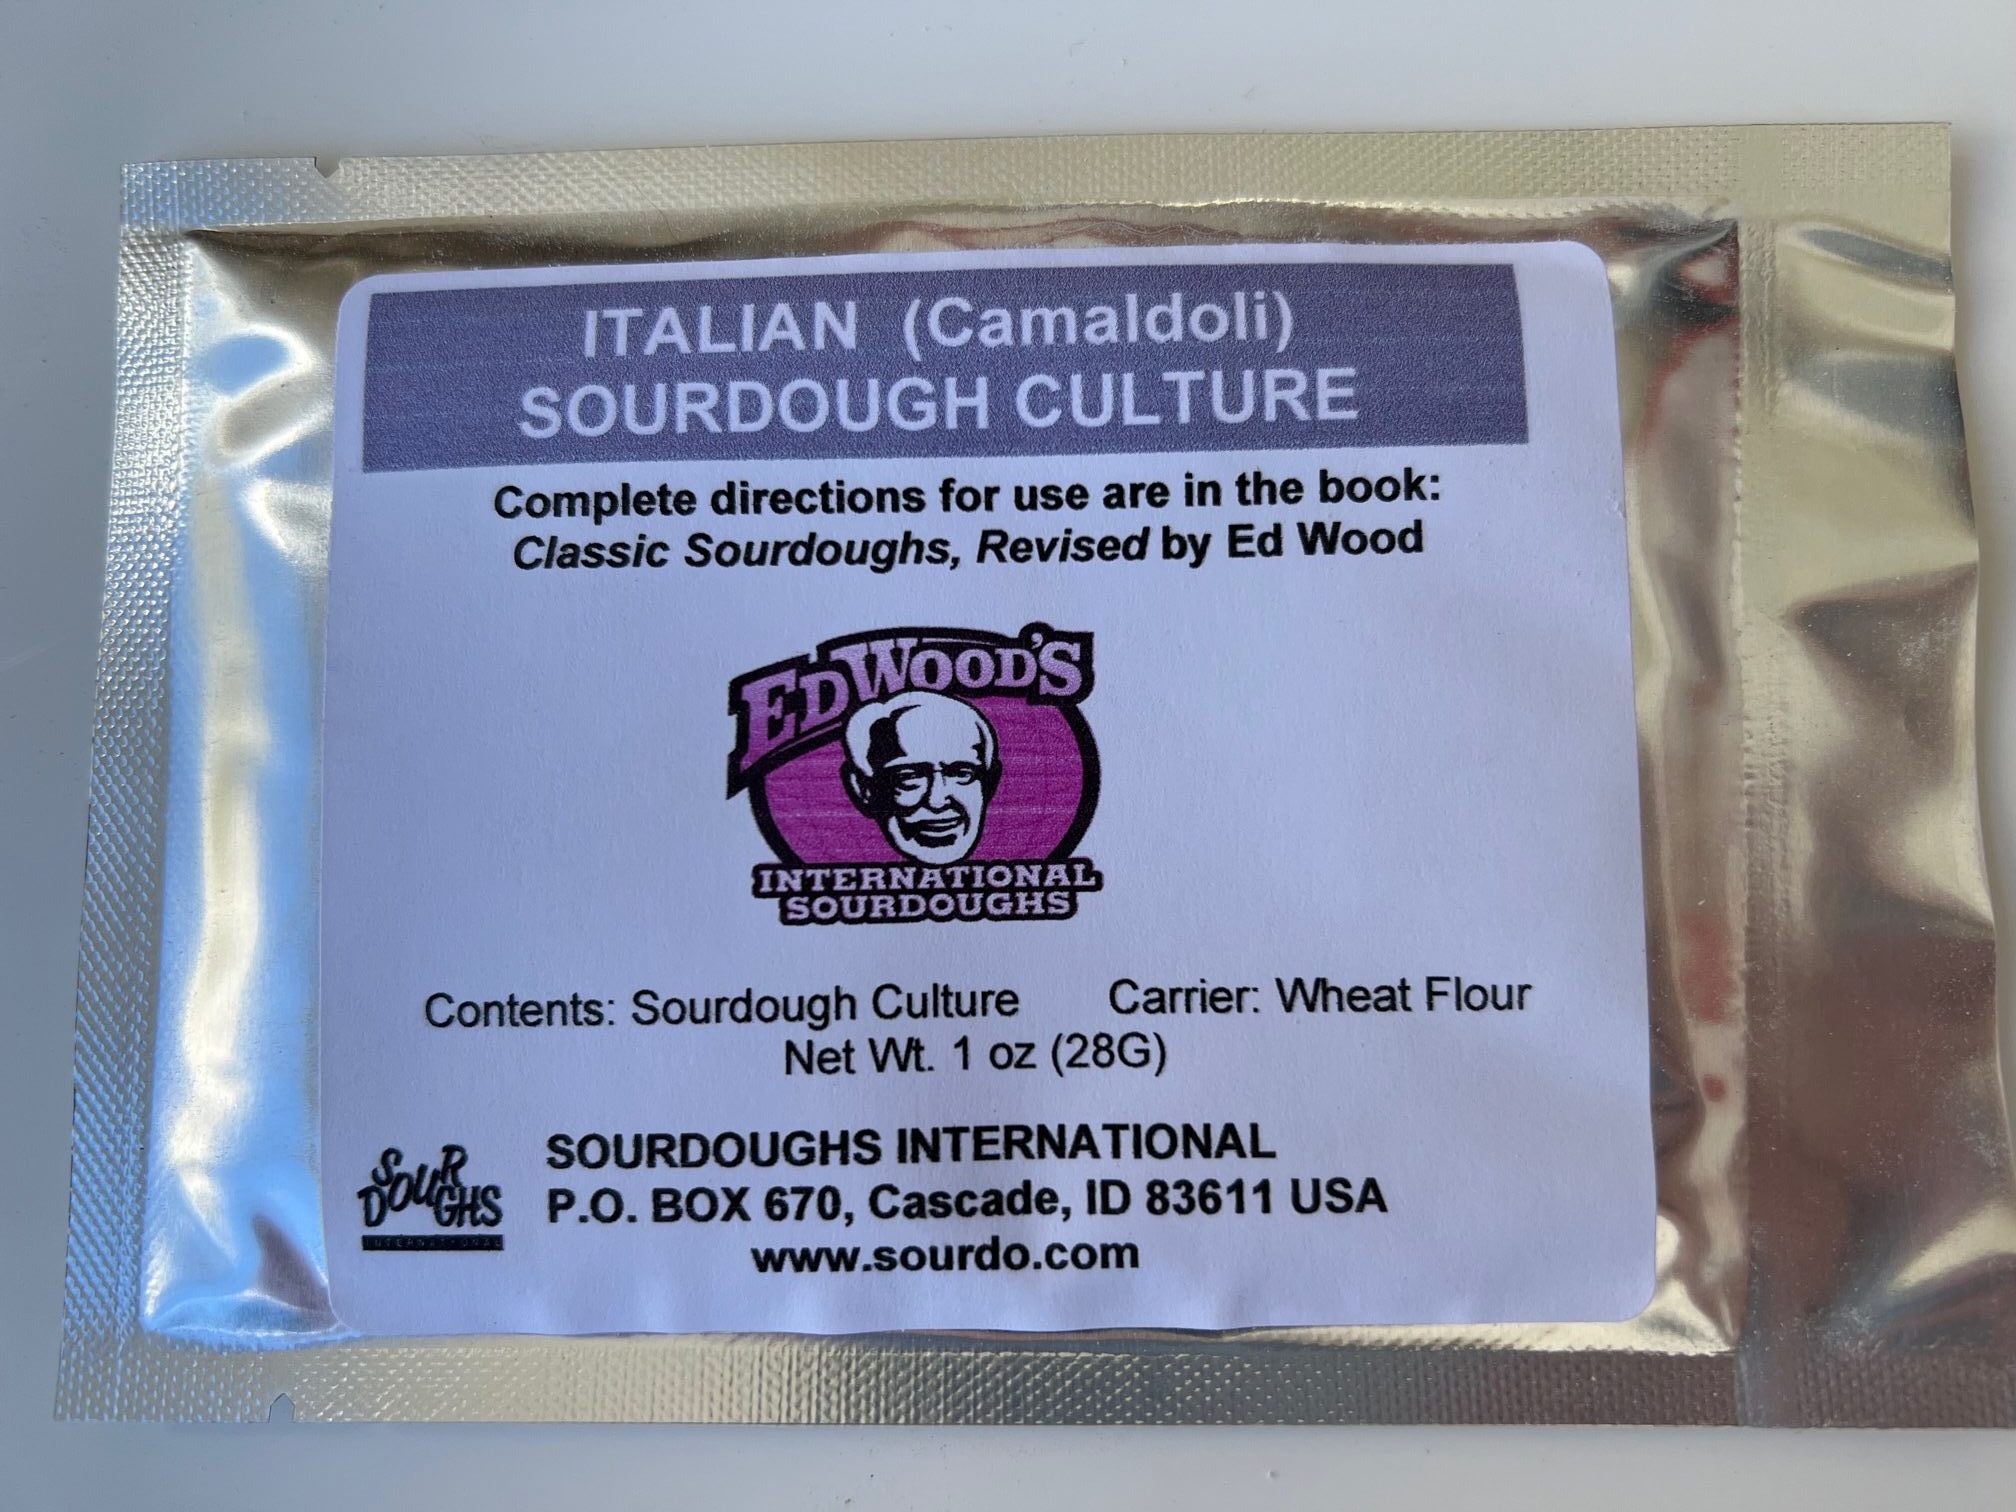 ITALIAN (Camaldoli)
SOURDOUGH CULTURE
Complete directions for use are in the book:
Classic Sourdoughs, Revised by Ed Wood
ED WOOD'S
INTERNATIONAL
SOURDOUGHS
Contents: Sourdough Culture Carrier: Wheat Flour
Net Wt. 1 oz (28G)
SOURDOUGHS
INTERNATIONAL
SOURDOUGHS INTERNATIONAL
P.O. BOX 670, Cascade, ID 83611 USA
www.sourdo.com